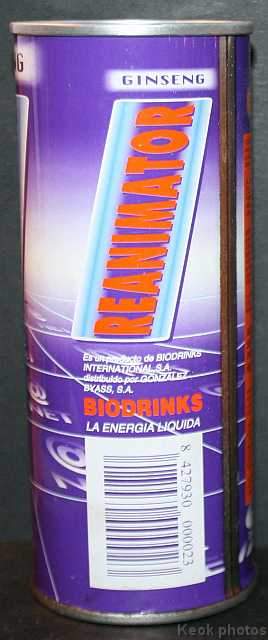 GINSENG
REANIMATOR
Es un producto de BIODRINKS
INTERNATIONAL S.A.
distribuido por GONZALEZ
BYASS, S.A.
BIODRINKS
LA ENERGIA LIQUIDA
8 427930 000023
G
@
Keok photos